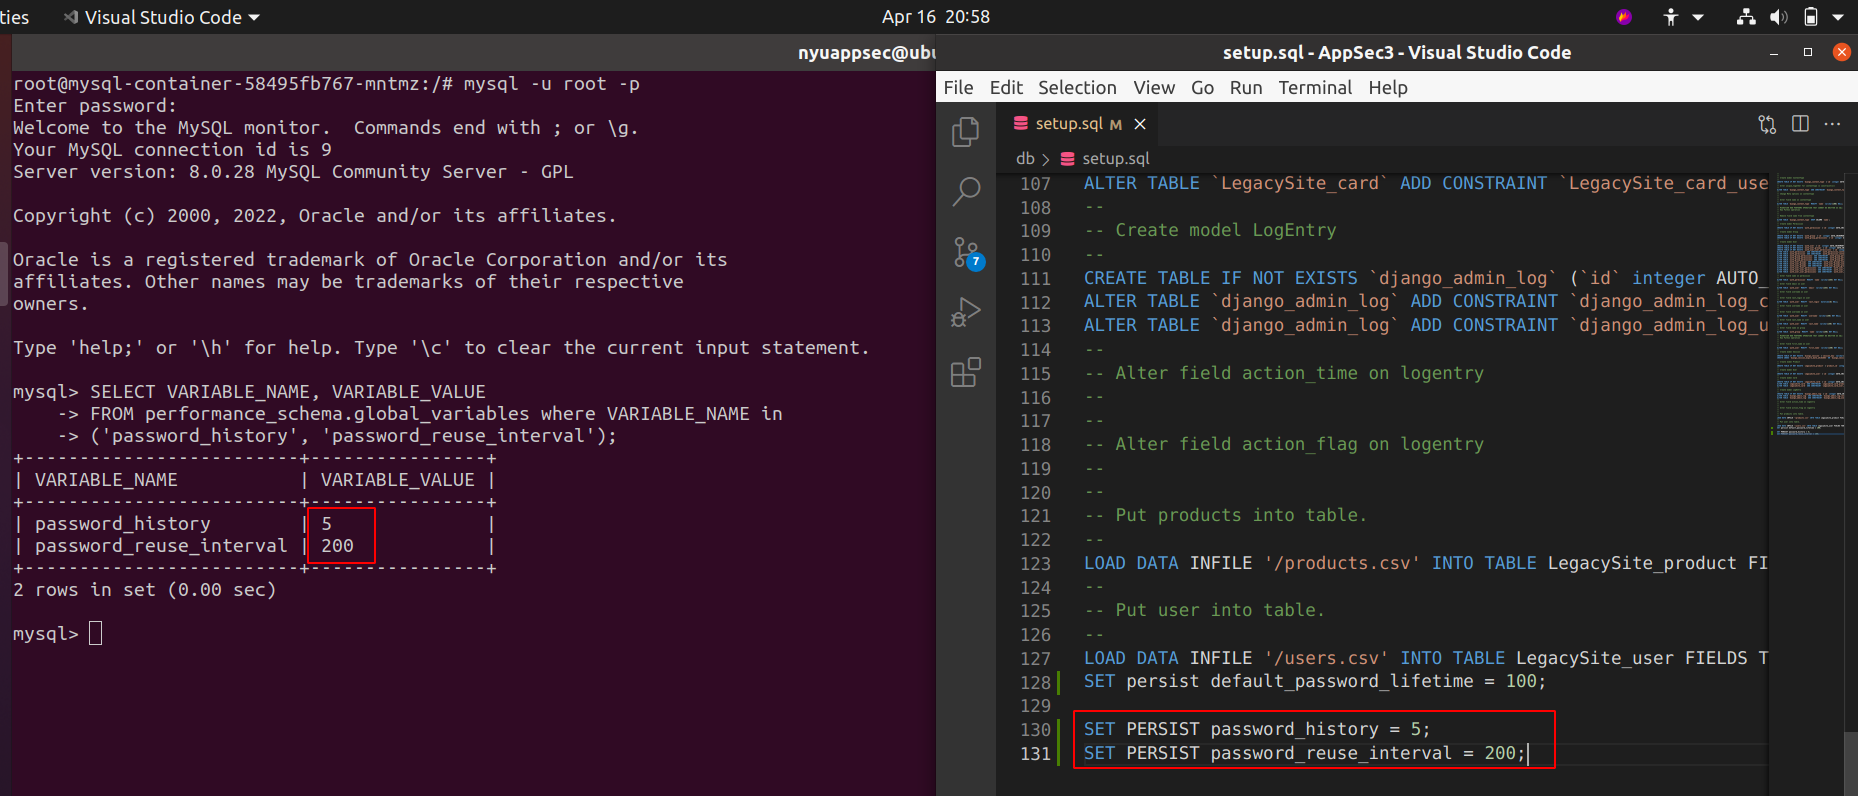 ties Visual Studio Code Apr 16 20:58
nyuappsec@ubu
root@mysql-container-58495fb767-mntmz:/# mysql -u root -p
Enter password:
Welcome to the MySQL monitor.  Commands end with ; or \g.
Your MySQL connection id is 9
Server version: 8.0.28 MySQL Community Server - GPL
Copyright (c) 2000, 2022, Oracle and/or its affiliates.
Oracle is a registered trademark of Oracle Corporation and/or its
affiliates. Other names may be trademarks of their respective
owners.
Type 'help;' or '\h' for help. Type '\c' to clear the current input statement.
mysql> SELECT VARIABLE_NAME, VARIABLE_VALUE
    -> FROM performance_schema.global_variables where VARIABLE_NAME in
    -> ('password_history', 'password_reuse_interval');
+-------------------------+----------------+
| VARIABLE_NAME           | VARIABLE_VALUE |
+-------------------------+----------------+
| password_history        | 5              |
| password_reuse_interval | 200            |
+-------------------------+----------------+
2 rows in set (0.00 sec)
mysql>
setup.sql - AppSec3 - Visual Studio Code
File Edit Selection View Go Run Terminal Help
setup.sql M
db > setup.sql
7
107 ALTER TABLE `LegacySite_card` ADD CONSTRAINT `LegacySite_card_use
108 --
109 -- Create model LogEntry
110 --
111 CREATE TABLE IF NOT EXISTS `django_admin_log` (`id` integer AUTO_
112 ALTER TABLE `django_admin_log` ADD CONSTRAINT `django_admin_log_c
113 ALTER TABLE `django_admin_log` ADD CONSTRAINT `django_admin_log_u
114 --
115 -- Alter field action_time on logentry
116 --
117 --
118 -- Alter field action_flag on logentry
119 --
120 --
121 -- Put products into table.
122 --
123 LOAD DATA INFILE '/products.csv' INTO TABLE LegacySite_product FI
124 --
125 -- Put user into table.
126 --
127 LOAD DATA INFILE '/users.csv' INTO TABLE LegacySite_user FIELDS T
128 SET persist default_password_lifetime = 100;
129
130 SET PERSIST password_history = 5;
131 SET PERSIST password_reuse_interval = 200;